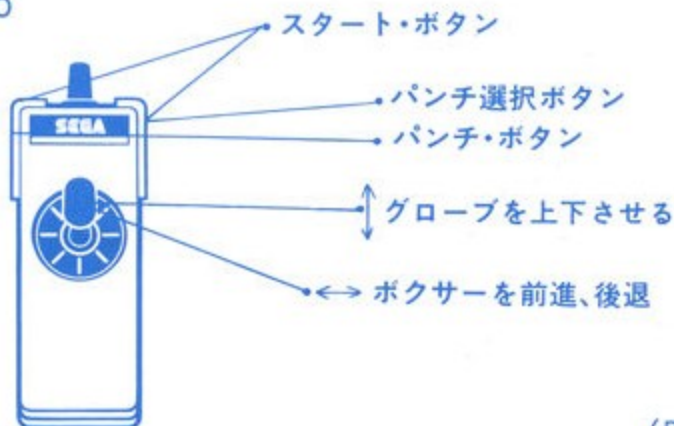 スタート・ボタン
パンチ選択ボタン
SEGA
パンチ・ボタン
グローブを上下させる
ボクサーを前進、後退